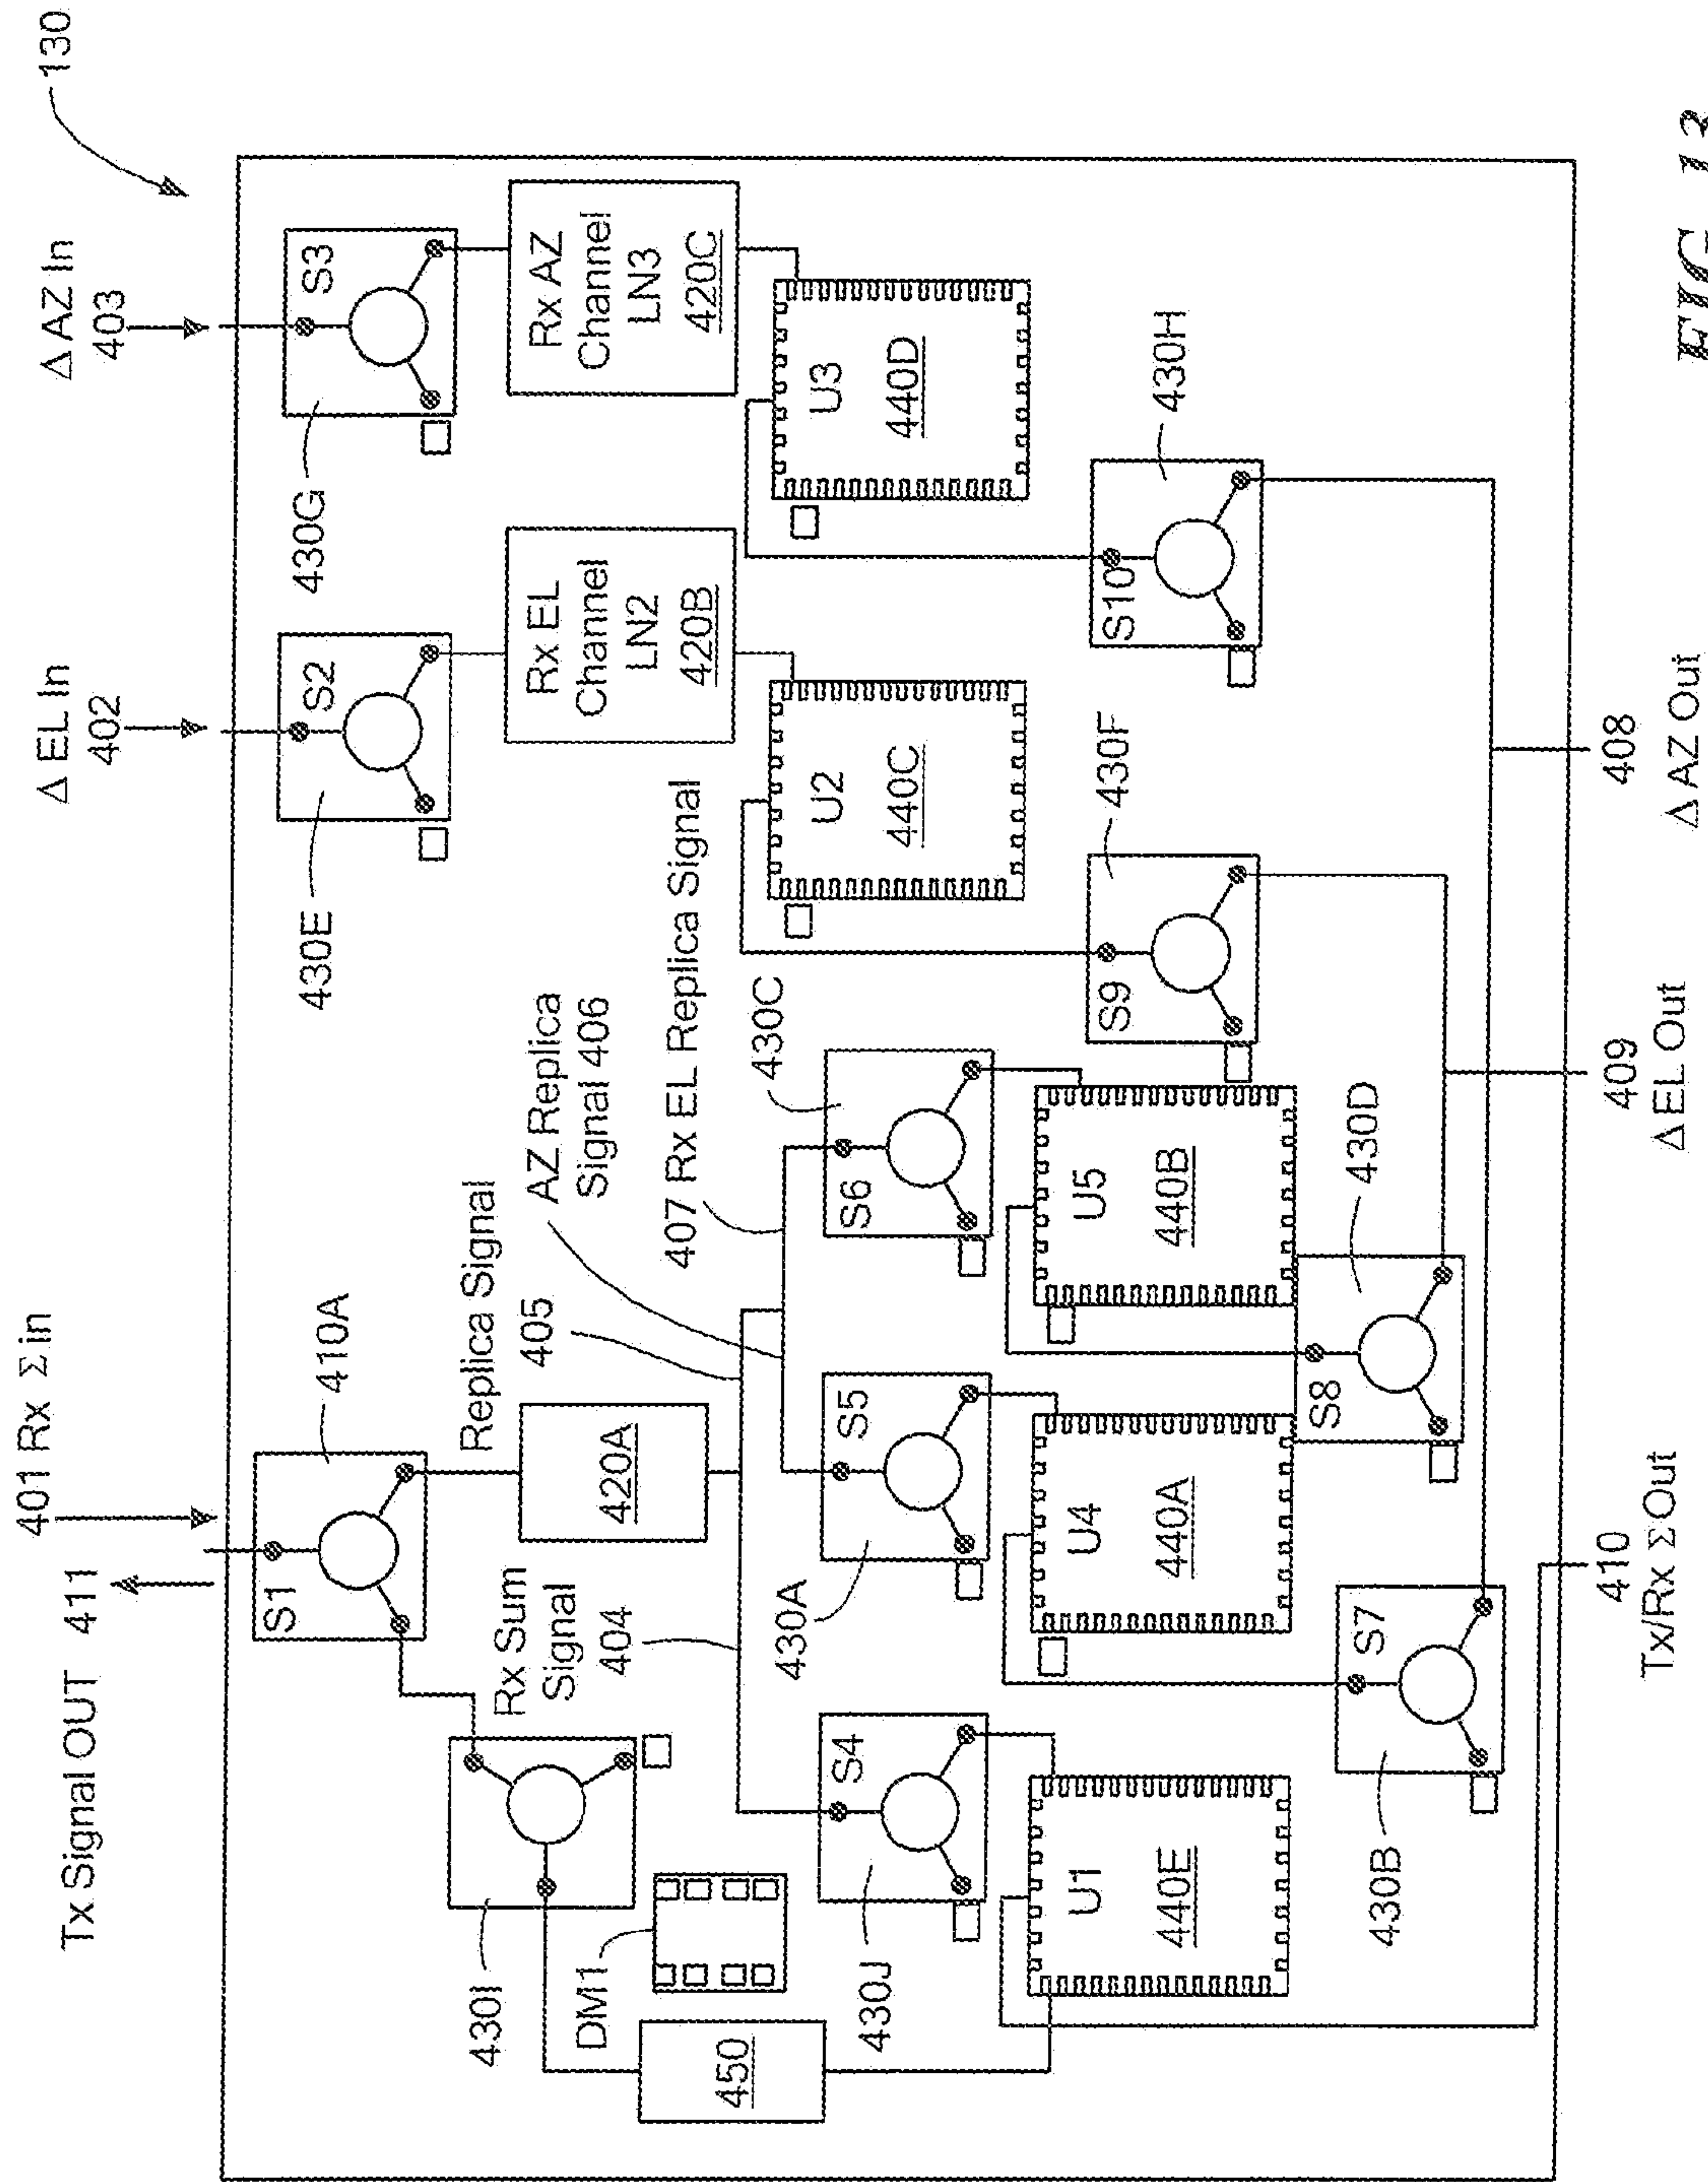 Tx Signal OUT 411
401 Rx Σ in
Δ EL In
402
Δ AZ In
403
130
S1
410A
430E
S2
430G
S3
430I
Rx Sum
Signal
404
420A
Replica Signal
405
AZ Replica
Signal 406
407 Rx EL Replica Signal
Rx EL
Channel
LN2
420B
Rx AZ
Channel
LN3
420C
DM1
450
430J
S4
430A
S5
S6
430C
U2
440C
U3
440D
U1
440E
U4
440A
U5
440B
S9
430F
S10
430H
430B
S7
S8
430D
410
Tx/Rx Σ Out
409
Δ EL Out
408
Δ AZ Out
FIG. 13